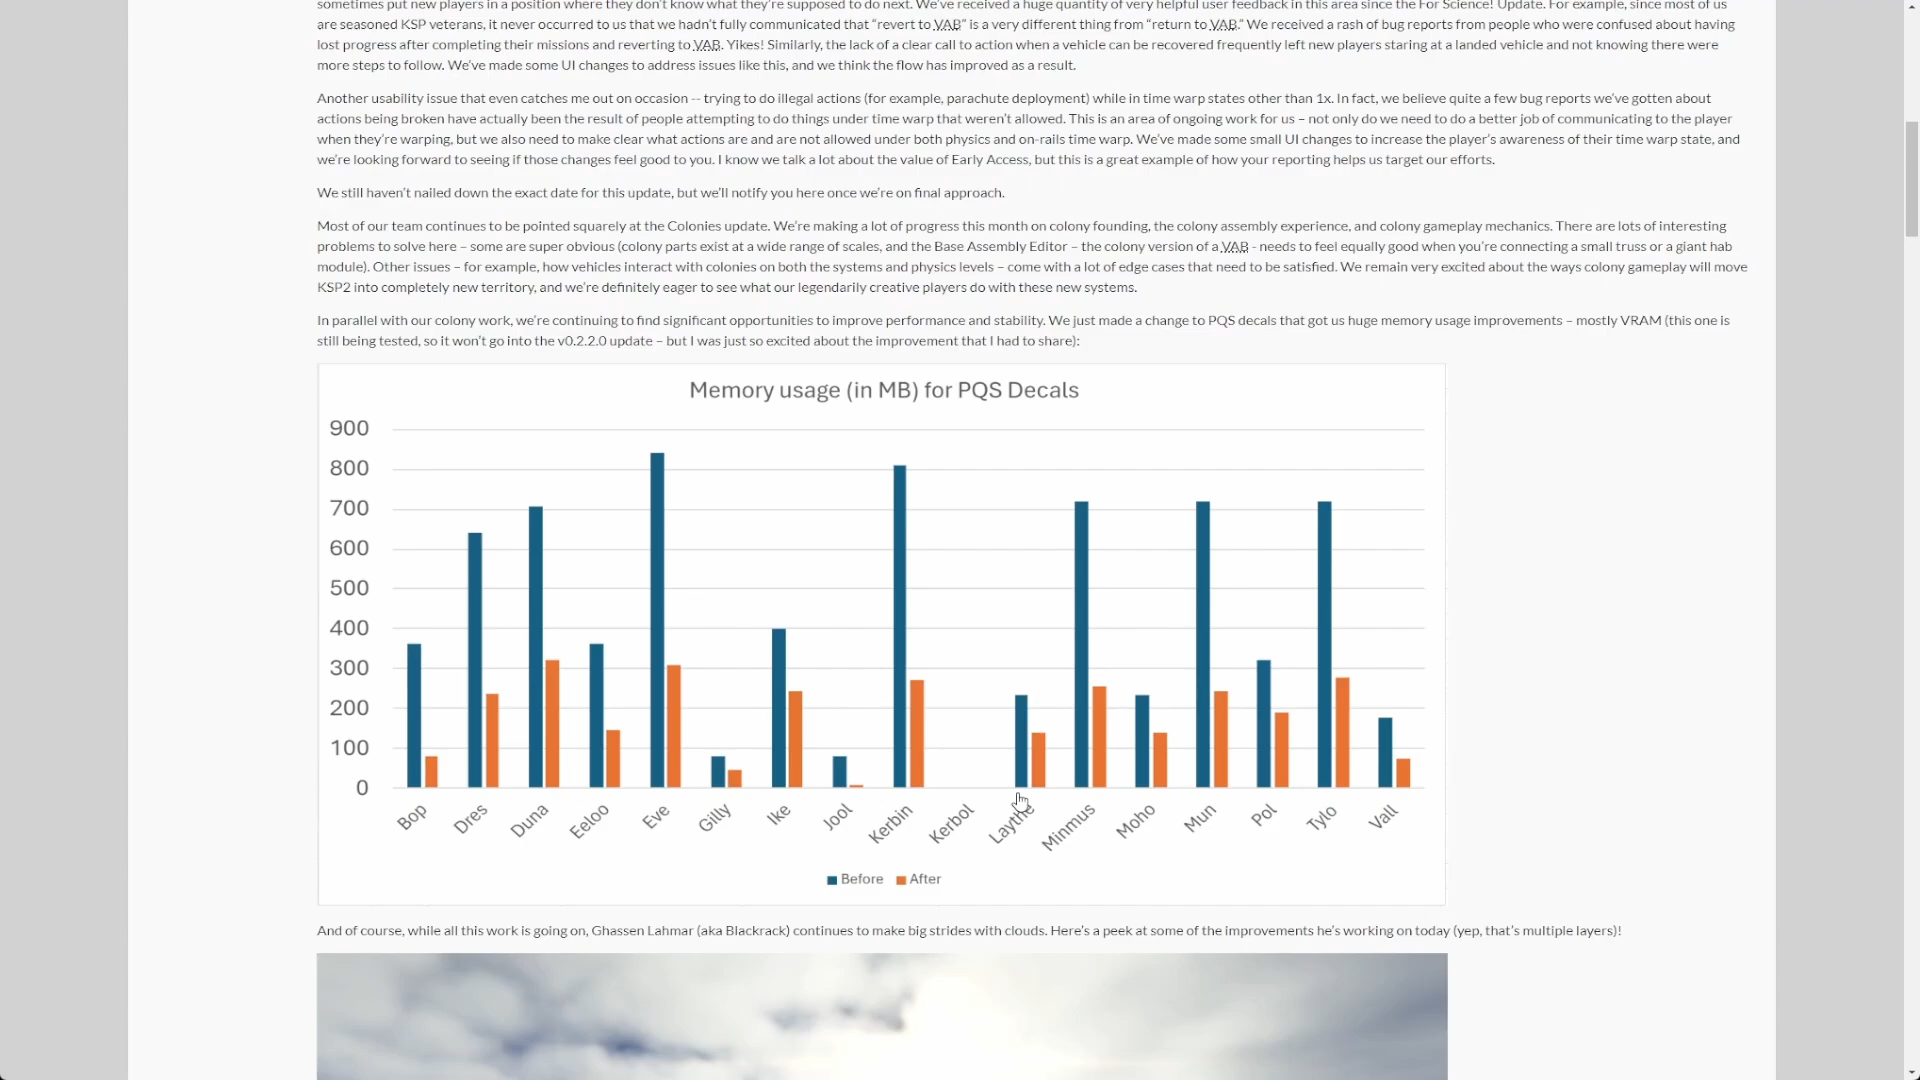 sometimes put new players in a position where they don't know what they're supposed to do next. We've received a huge quantity of very helpful user feedback in this area since the For Science! Update. For example, since most of us
are seasoned KSP veterans, it never occurred to us that we hadn't fully communicated that “revert to VAB” is a very different thing from “return to VAB.” We received a rash of bug reports from people who were confused about having
lost progress after completing their missions and reverting to VAB. Yikes! Similarly, the lack of a clear call to action when a vehicle can be recovered frequently left new players staring at a landed vehicle and not knowing there were
more steps to follow. We've made some UI changes to address issues like this, and we think the flow has improved as a result.
Another usability issue that even catches me out on occasion -- trying to do illegal actions (for example, parachute deployment) while in time warp states other than 1x. In fact, we believe quite a few bug reports we've gotten about
actions being broken have actually been the result of people attempting to do things under time warp that weren't allowed. This is an area of ongoing work for us – not only do we need to do a better job of communicating to the player
when they're warping, but we also need to make clear what actions are and are not allowed under both physics and on-rails time warp. We've made some small UI changes to increase the player's awareness of their time warp state, and
we're looking forward to seeing if those changes feel good to you. I know we talk a lot about the value of Early Access, but this is a great example of how your reporting helps us target our efforts.
We still haven't nailed down the exact date for this update, but we'll notify you here once we're on final approach.
Most of our team continues to be pointed squarely at the Colonies update. We're making a lot of progress this month on colony founding, the colony assembly experience, and colony gameplay mechanics. There are lots of interesting
problems to solve here – some are super obvious (colony parts exist at a wide range of scales, and the Base Assembly Editor – the colony version of a VAB - needs to feel equally good when you're connecting a small truss or a giant hab
module). Other issues – for example, how vehicles interact with colonies on both the systems and physics levels – come with a lot of edge cases that need to be satisfied. We remain very excited about the ways colony gameplay will move
KSP2 into completely new territory, and we're definitely eager to see what our legendarily creative players do with these new systems.
In parallel with our colony work, we're continuing to find significant opportunities to improve performance and stability. We just made a change to PQS decals that got us huge memory usage improvements – mostly VRAM (this one is
still being tested, so it won't go into the v0.2.2.0 update – but I was just so excited about the improvement that I had to share):
Memory usage (in MB) for PQS Decals
900
800
700
600
500
400
300
200
100
0
Bop
Dres
Duna
Eeloo
Eve
Gilly
Ike
Jool
Kerbin
Kerbol
Laythe
Minmus
Moho
Mun
Pol
Tylo
Vall
Before After
And of course, while all this work is going on, Ghassen Lahmar (aka Blackrack) continues to make big strides with clouds. Here's a peek at some of the improvements he's working on today (yep, that's multiple layers)!